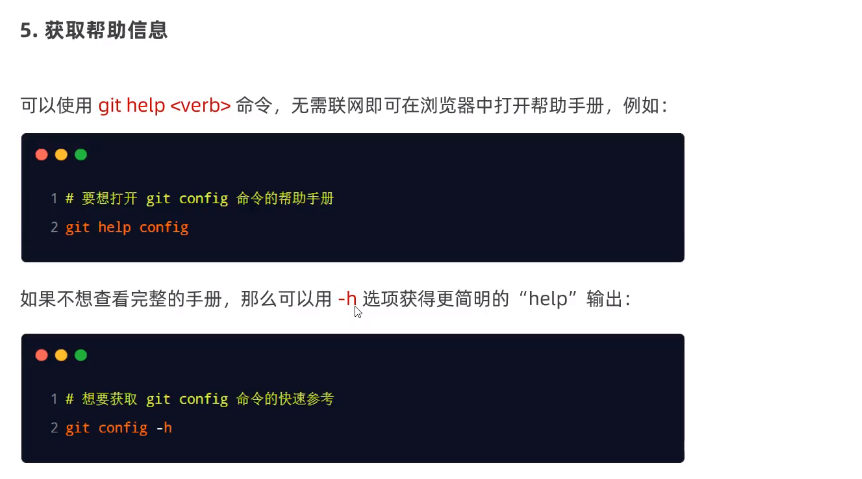 5. 获取帮助信息
可以使用 git help <verb> 命令，无需联网即可在浏览器中打开帮助手册，例如：
1 # 要想打开 git config 命令的帮助手册
2 git help config
如果不想查看完整的手册，那么可以用 -h 选项获得更简明的“help”输出：
1 # 想要获取 git config 命令的快速参考
2 git config -h